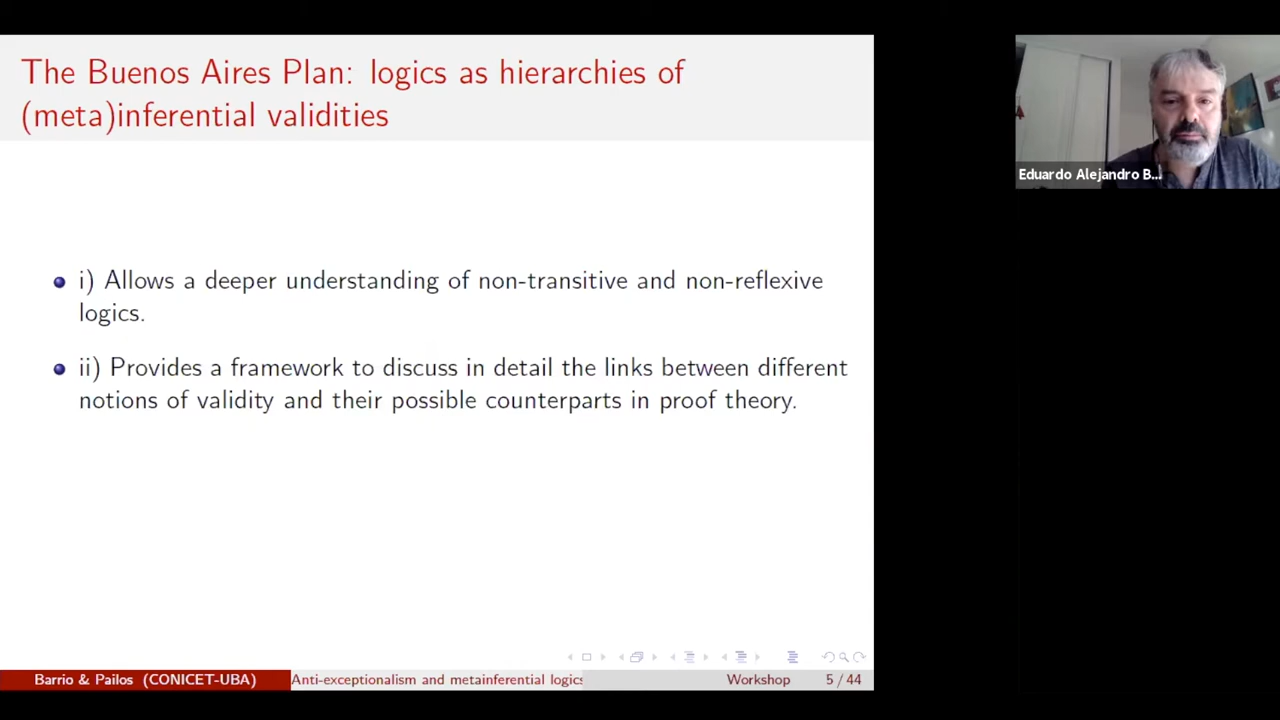 The Buenos Aires Plan: logics as hierarchies of
(meta)inferential validities
Eduardo Alejandro B...
i) Allows a deeper understanding of non-transitive and non-reflexive
logics.
ii) Provides a framework to discuss in detail the links between different
notions of validity and their possible counterparts in proof theory.
Barrio & Pailos (CONICET-UBA) Anti-exceptionalism and metainferential logics Workshop 5 / 44